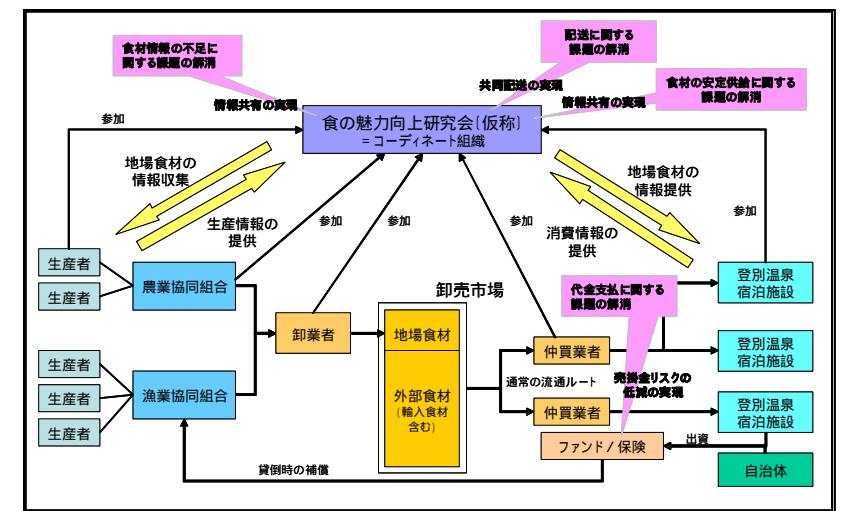 食材情報の不足に
関する課題の解消
配送に関する
課題の解消
食材の安定供給に関する
課題の解消
共同配送の実現
情報共有の実現
情報共有の実現
食の魅力向上研究会[仮称]
=コーディネート組織
参加
地場食材の
情報収集
地場食材の
情報提供
生産情報の
提供
参加
参加
参加
消費情報の
提供
参加
生産者
生産者
農業協同組合
卸売市場
代金支払に関する
課題の解消
登別温泉
宿泊施設
卸業者
地場食材
仲買業者
登別温泉
宿泊施設
生産者
生産者
生産者
漁業協同組合
外部食材
(輸入食材
含む)
通常の流通ルート
売掛金リスクの
低減の実現
仲買業者
登別温泉
宿泊施設
ファンド/保険
出資
自治体
貸倒時の補償